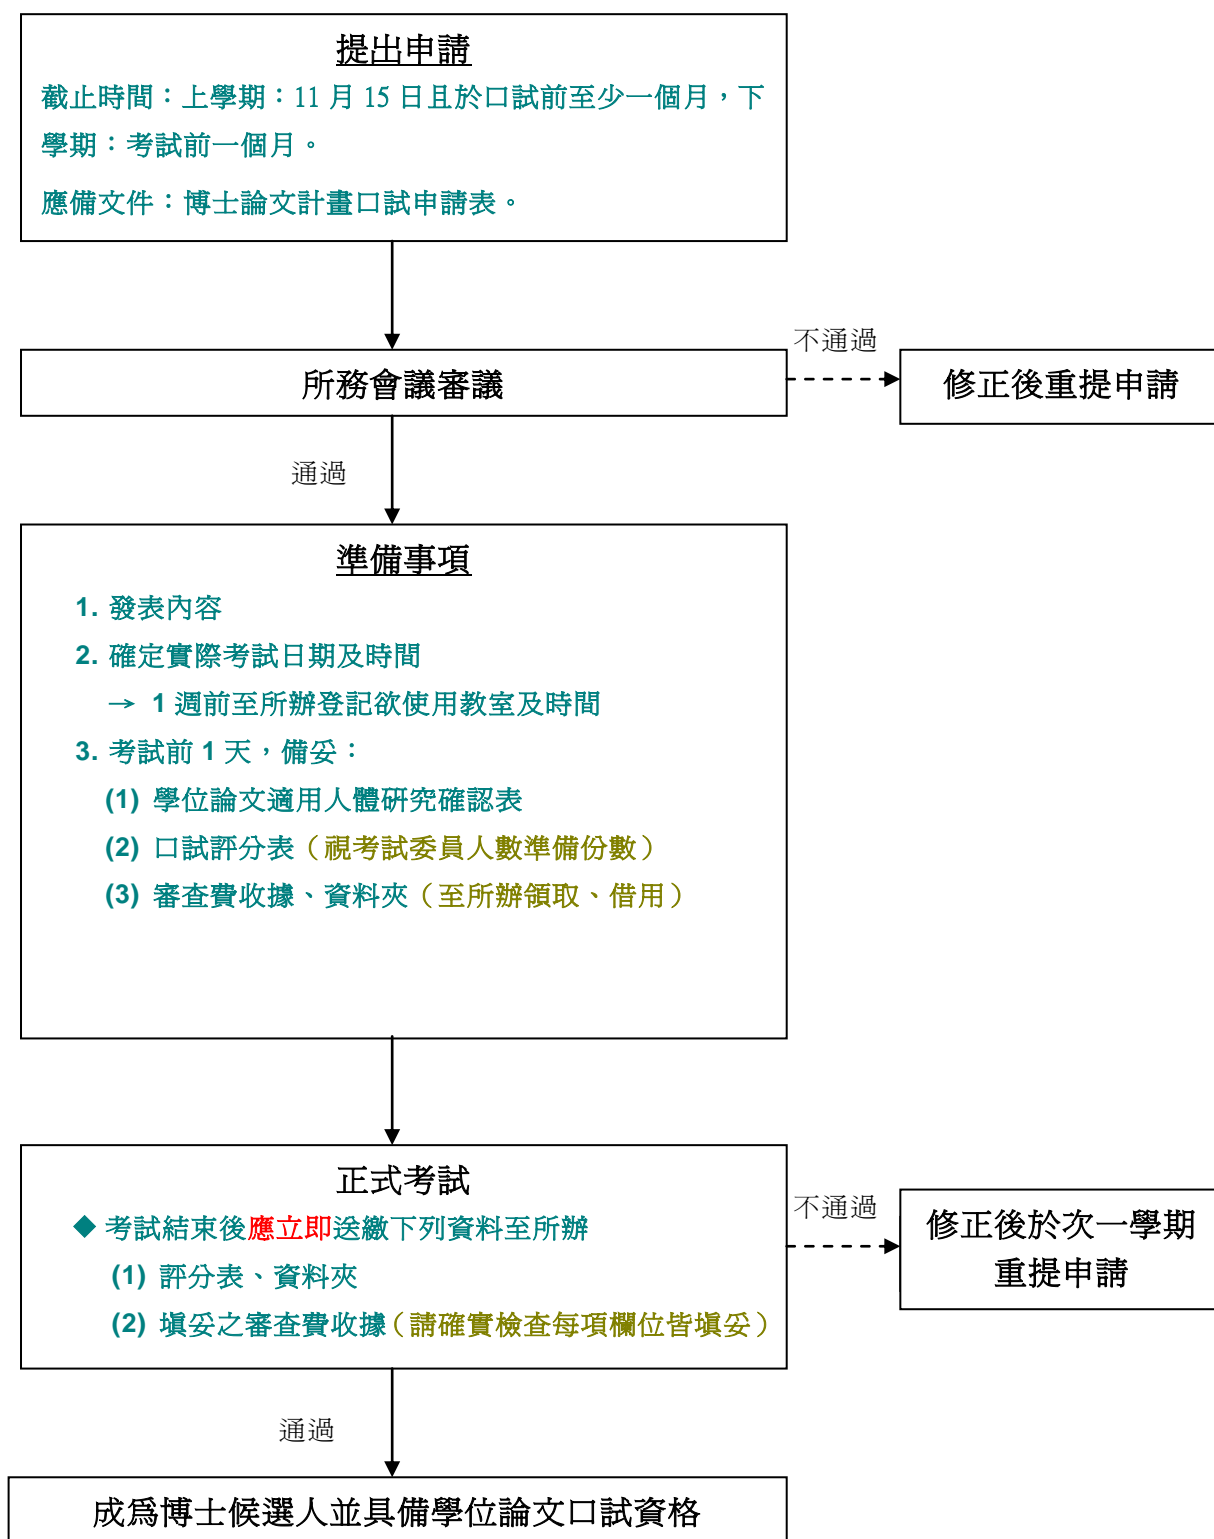 提出申請
截止時間：上學期：11 月 15 日且於口試前至少一個月，下
學期：考試前一個月。
應備文件：博士論文計畫口試申請表。
不通過
所務會議審議
修正後重提申請
通過
準備事項
1. 發表內容
2. 確定實際考試日期及時間
→ 1 週前至所辦登記欲使用教室及時間
3. 考試前 1 天，備妥：
(1) 學位論文適用人體研究確認表
(2) 口試評分表（視考試委員人數準備份數）
(3) 審查費收據、資料夾（至所辦領取、借用）
正式考試
◆ 考試結束後應立即送繳下列資料至所辦
(1) 評分表、資料夾
(2) 填妥之審查費收據（請確實檢查每項欄位皆填妥）
不通過
修正後於次一學期
重提申請
通過
成為博士候選人並具備學位論文口試資格